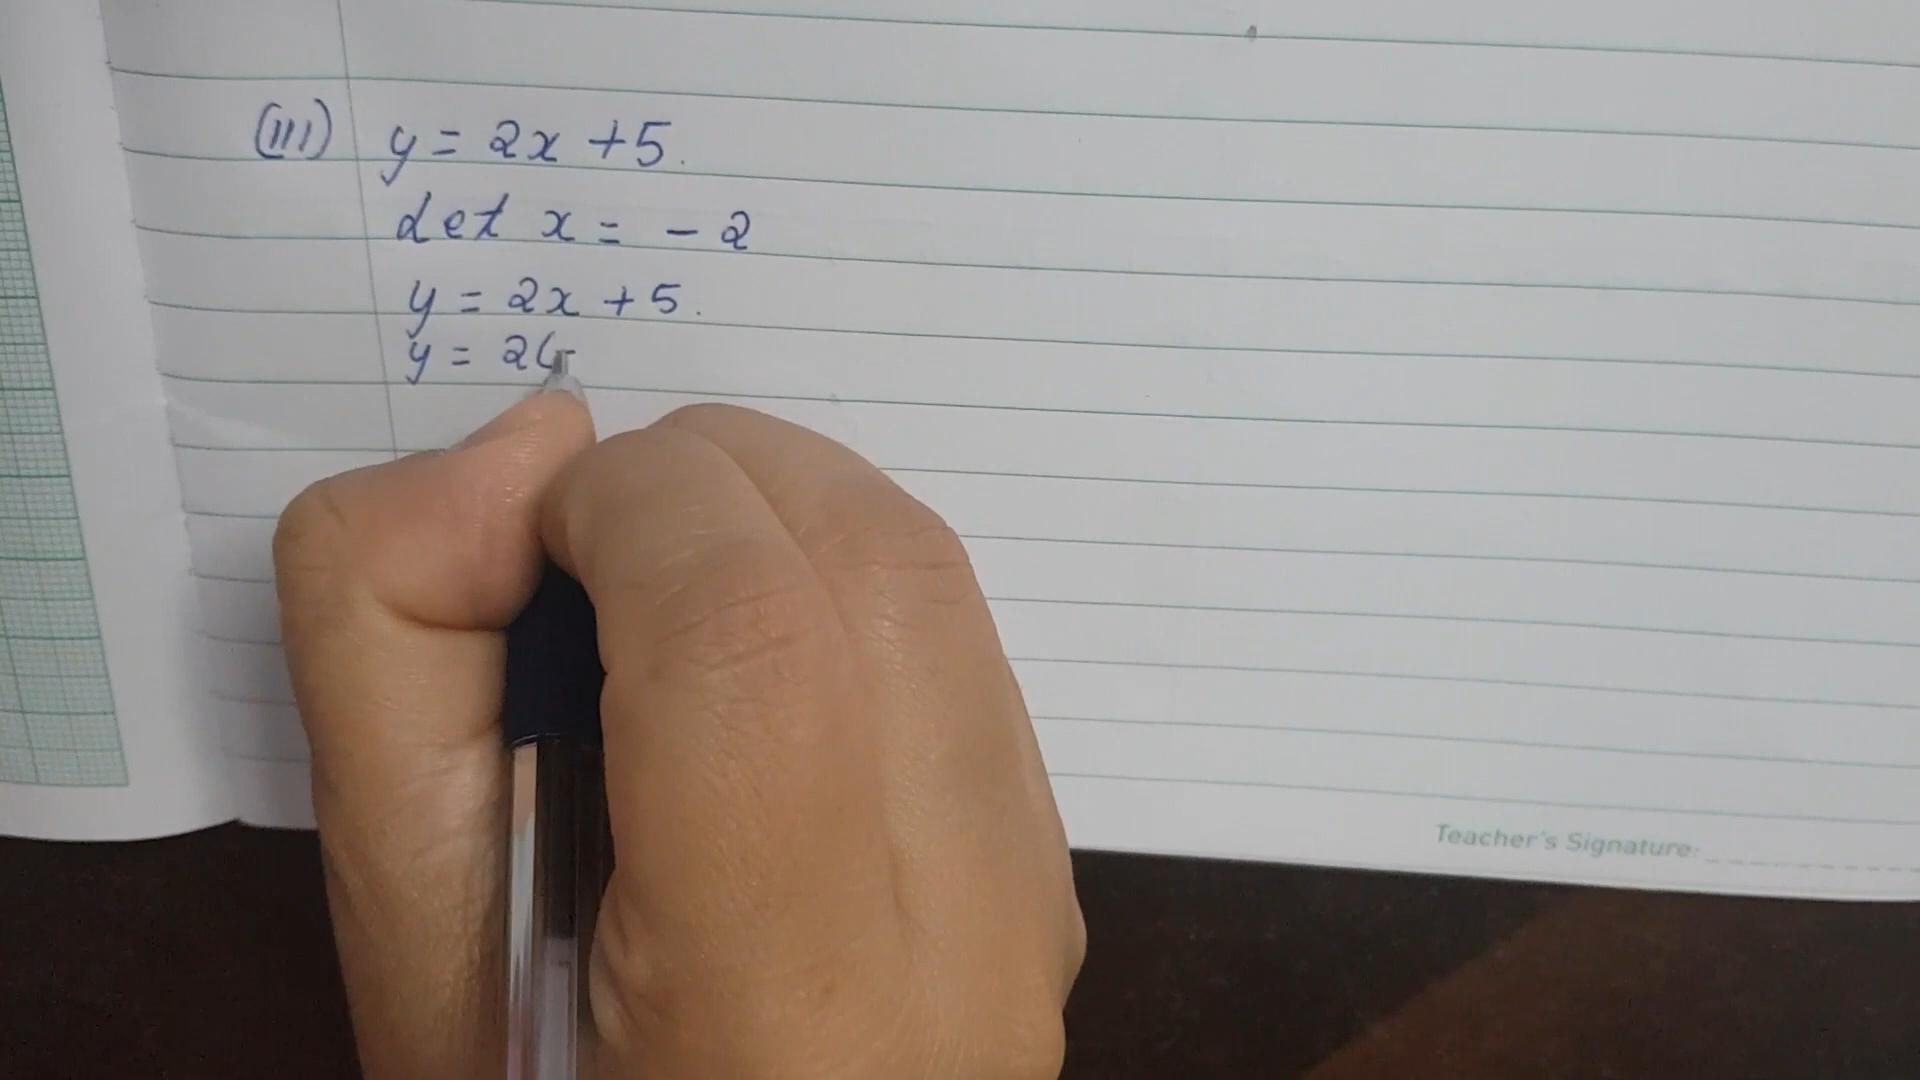 (III) y = 2x + 5.
Let x = - 2
y = 2x + 5.
y = 2(-
Teacher's Signature: